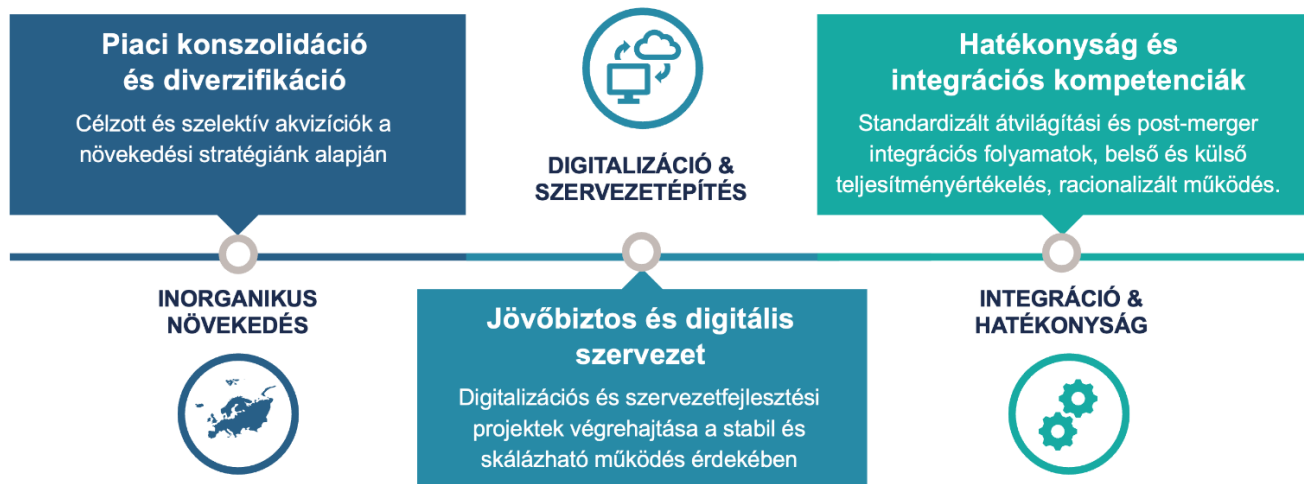 Piaci konszolidáció
és diverzifikáció
Célzott és szelektív akvizíciók a
növekedési stratégiánk alapján
INORGANIKUS
NÖVEKEDÉS
DIGITALIZÁCIÓ &
SZERVEZETÉPÍTÉS
Jövőbiztos és digitális
szervezet
Digitalizációs és szervezetfejlesztési
projektek végrehajtása a stabil és
skálázható működés érdekében
Hatékonyság és
integrációs kompetenciák
Standardizált átvilágítási és post-merger
integrációs folyamatok, belső és külső
teljesítményértékelés, racionalizált működés.
INTEGRÁCIÓ &
HATÉKONYSÁG